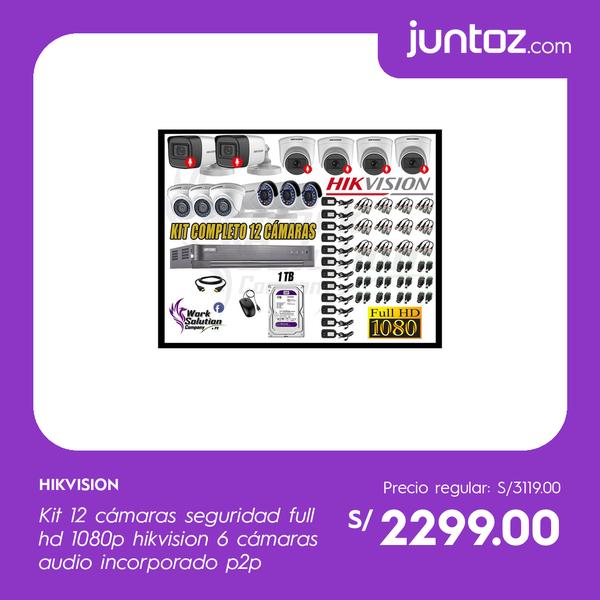 juntoz.com
HIKVISION
KIT COMPLETO 12 CÁMARAS
1 TB
Work
Solution
Company
Full HD
1080
HIKVISION
Kit 12 cámaras seguridad full
hd 1080p hikvision 6 cámaras
audio incorporado p2p
Precio regular: S/3119.00
S/ 2299.00